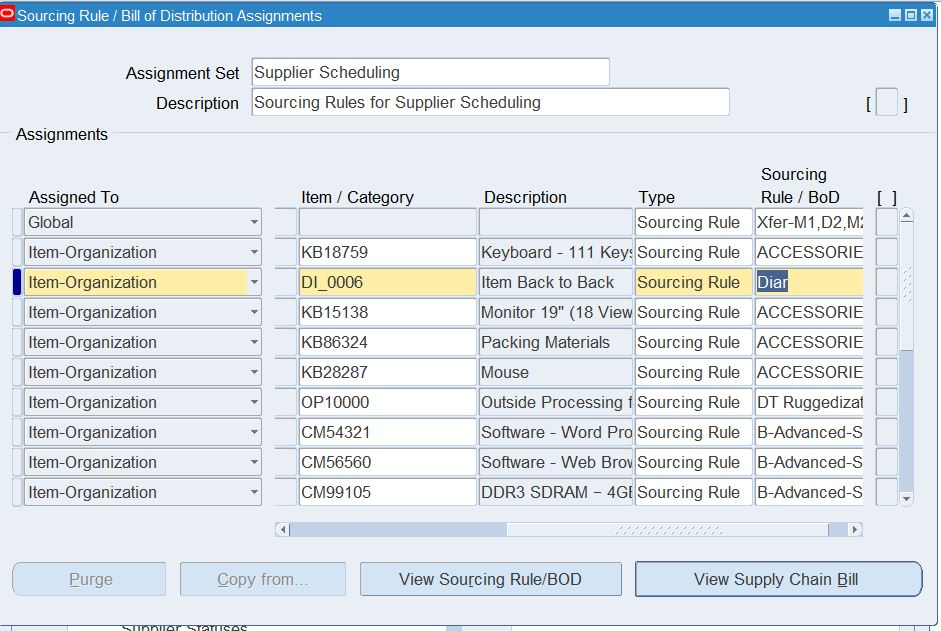 Sourcing Rule / Bill of Distribution Assignments
Assignment Set Supplier Scheduling
Description Sourcing Rules for Supplier Scheduling [ ]
Assignments
Sourcing
Assigned To Item / Category Description Type Rule / BoD [ ]
Global Sourcing Rule Xfer-M1,D2,M2
Item-Organization KB18759 Keyboard - 111 Keys Sourcing Rule ACCESSORIE
Item-Organization DI_0006 Item Back to Back Sourcing Rule Diar
Item-Organization KB15138 Monitor 19" (18 View Sourcing Rule ACCESSORIE
Item-Organization KB86324 Packing Materials Sourcing Rule ACCESSORIE
Item-Organization KB28287 Mouse Sourcing Rule ACCESSORIE
Item-Organization OP10000 Outside Processing f Sourcing Rule DT Ruggedizat
Item-Organization CM54321 Software - Word Pro Sourcing Rule B-Advanced-S
Item-Organization CM56560 Software - Web Brow Sourcing Rule B-Advanced-S
Item-Organization CM99105 DDR3 SDRAM – 4GB Sourcing Rule B-Advanced-S
Purge Copy from... View Sourcing Rule/BOD View Supply Chain Bill
Supplier Statuses